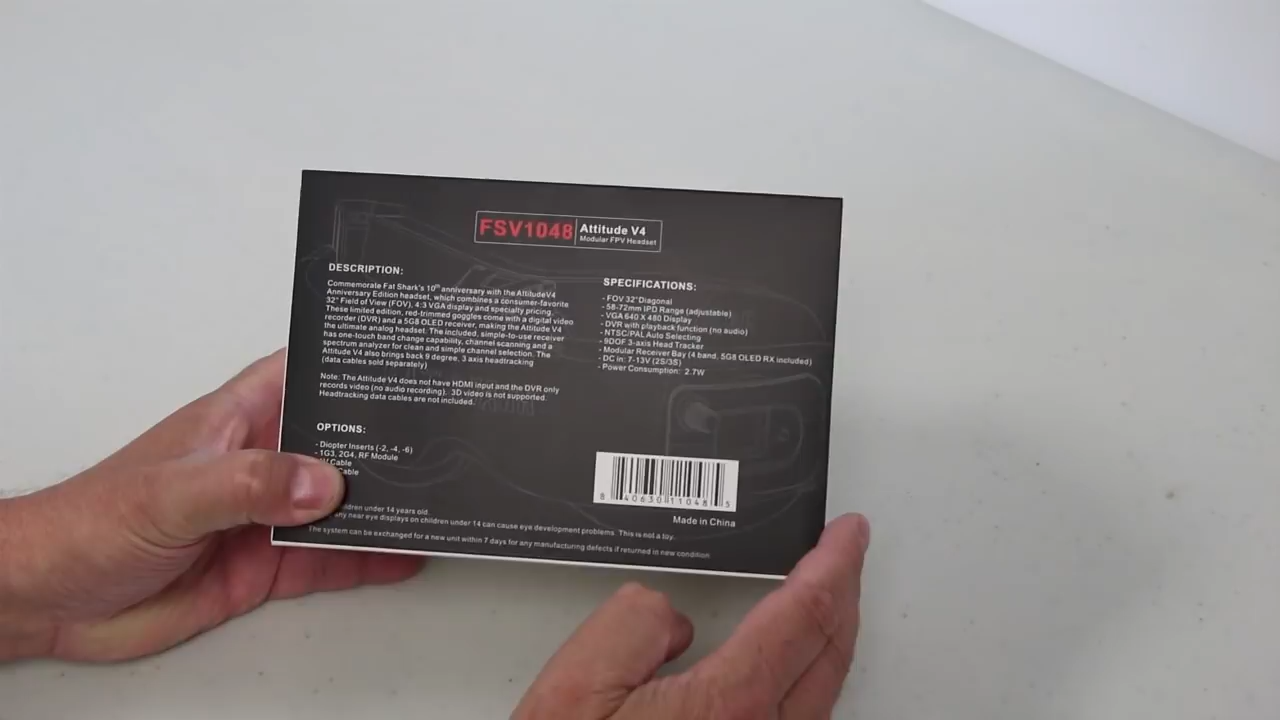 FSV1048 Attitude V4
Modular FPV Headset
DESCRIPTION:
Commemorate Fat Shark's 10th anniversary with the AttitudeV4
Anniversary Edition headset, which combines a consumer-favorite
32° Field of View (FOV), 4:3 VGA display and specialty pricing.
These limited edition, red-trimmed goggles come with a digital video
recorder (DVR) and a 5G8 OLED receiver, making the Attitude V4
the ultimate analog headset. The included, simple-to-use receiver
has one-touch band change capability, channel scanning and a
spectrum analyzer for clean and simple channel selection. The
Attitude V4 also brings back 9 degree, 3 axis headtracking
(data cables sold separately)
Note: The Attitude V4 does not have HDMI input and the DVR only
records video (no audio recording). 3D video is not supported.
Headtracking data cables are not included.
OPTIONS:
- Diopter Inserts (-2, -4, -6)
- 1G3, 2G4, RF Module
Cable
Cable
SPECIFICATIONS:
- FOV 32° Diagonal
- 58-72mm IPD Range (adjustable)
- VGA 640 X 480 Display
- DVR with playback function (no audio)
- NTSC/PAL Auto Selecting
- 9DOF 3-axis Head Tracker
- Modular Receiver Bay (4 band, 5G8 OLED RX included)
- DC in: 7-13V (2S/3S)
- Power Consumption: 2.7W
8 40630 11048 5
Made in China
children under 14 years old.
any near eye displays on children under 14 can cause eye development problems. This is not a toy.
The system can be exchanged for a new unit within 7 days for any manufacturing defects if returned in new condition